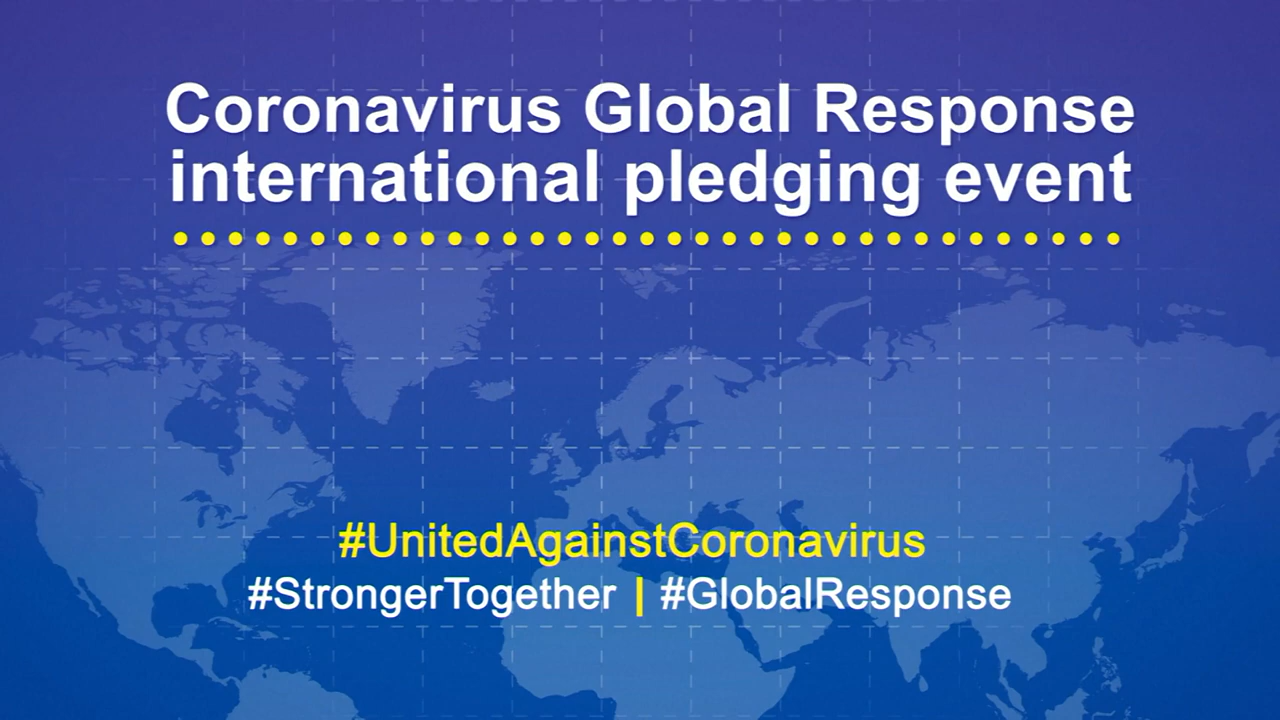 Coronavirus Global Response
international pledging event
#UnitedAgainstCoronavirus
#StrongerTogether | #GlobalResponse